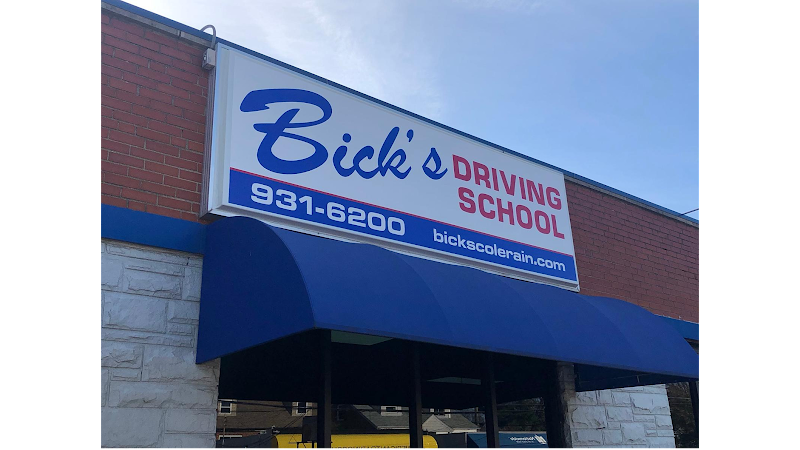 Bick's DRIVING
SCHOOL
931-6200 bickscolerain.com